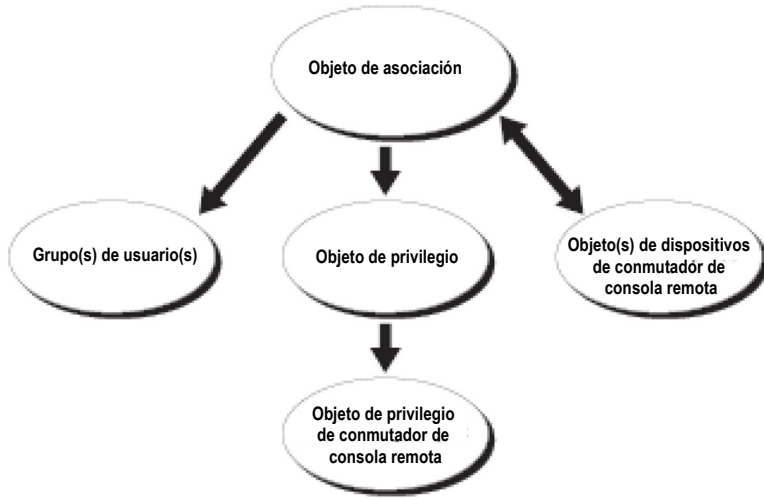 Objeto de asociación
Grupo(s) de usuario(s)
Objeto de privilegio
Objeto(s) de dispositivos
de conmutador de
consola remota
Objeto de privilegio
de conmutador de
consola remota